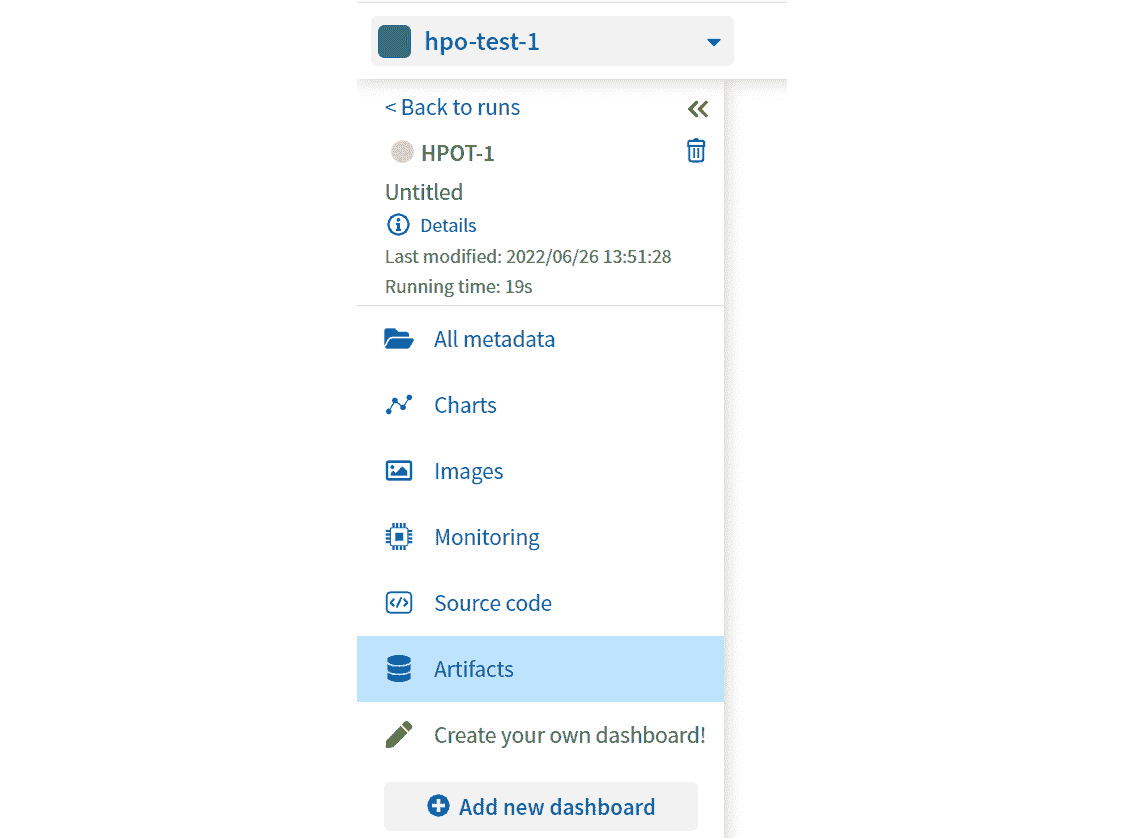 hpo-test-1
< Back to runs
HPOT-1
Untitled
Details
Last modified: 2022/06/26 13:51:28
Running time: 19s
All metadata
Charts
Images
Monitoring
Source code
Artifacts
Create your own dashboard!
Add new dashboard